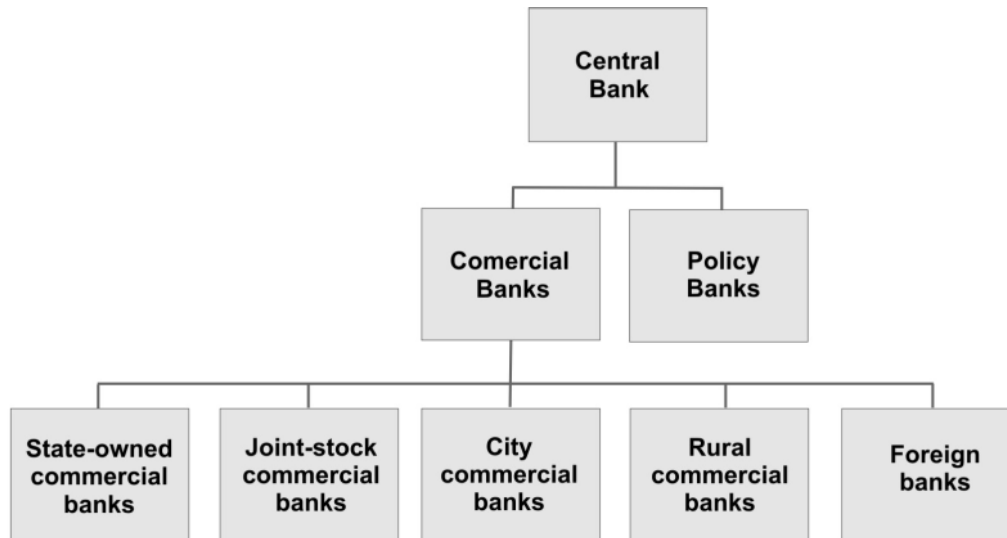 Central
Bank
Comercial
Banks
Policy
Banks
State-owned
commercial
banks
Joint-stock
commercial
banks
City
commercial
banks
Rural
commercial
banks
Foreign
banks